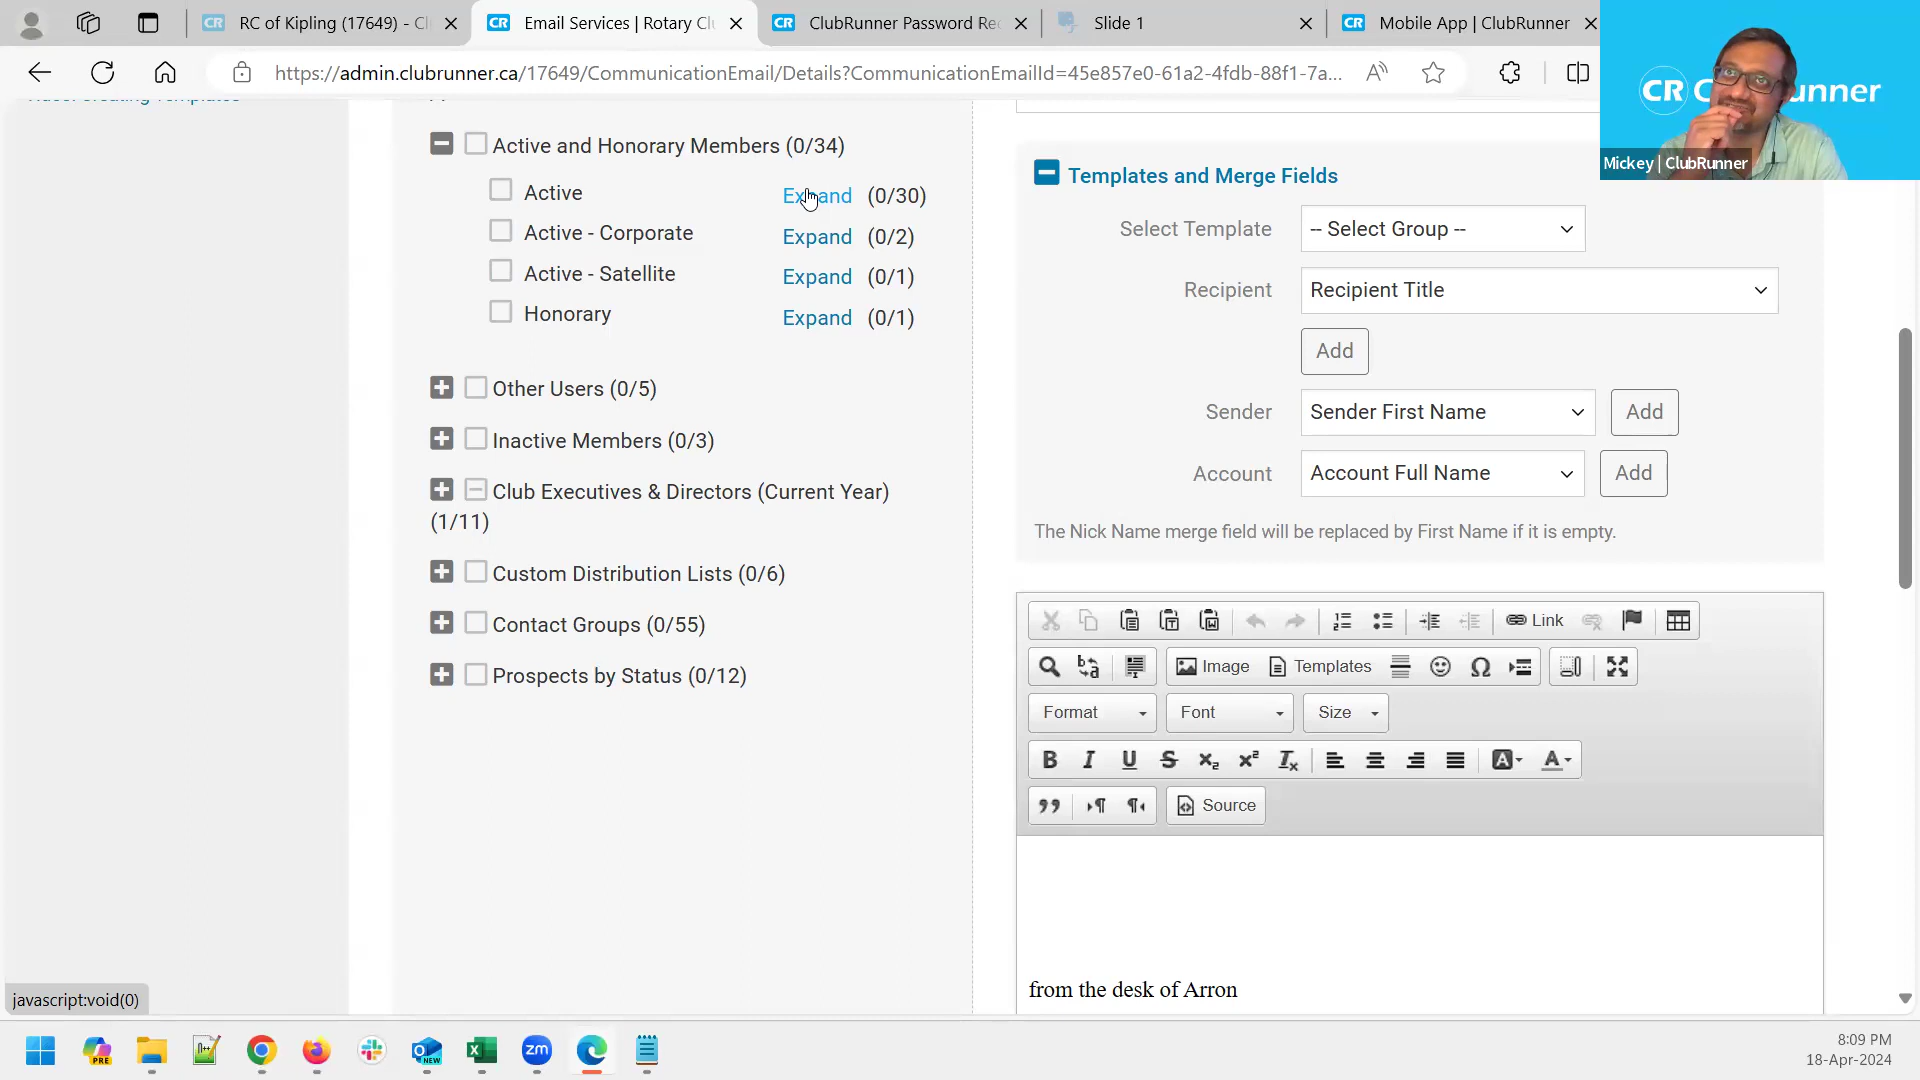 RC of Kipling (17649) - Cl
Email Services | Rotary Clu
ClubRunner Password Rec
Slide 1
Mobile App | ClubRunner
https://admin.clubrunner.ca/17649/CommunicationEmail/Details?CommunicationEmailId=45e857e0-61a2-4fdb-88f1-7a...
CR ClubRunner
Mickey | ClubRunner
Video: Creating Templates
Active and Honorary Members (0/34)
Active Expand (0/30)
Active - Corporate Expand (0/2)
Active - Satellite Expand (0/1)
Honorary Expand (0/1)
Other Users (0/5)
Inactive Members (0/3)
Club Executives & Directors (Current Year)
(1/11)
Custom Distribution Lists (0/6)
Contact Groups (0/55)
Prospects by Status (0/12)
Templates and Merge Fields
Select Template -- Select Group --
Recipient Recipient Title
Add
Sender Sender First Name Add
Account Account Full Name Add
The Nick Name merge field will be replaced by First Name if it is empty.
Link
Image Templates
Format Font Size
Source
from the desk of Arron
javascript:void(0)
8:09 PM
18-Apr-2024